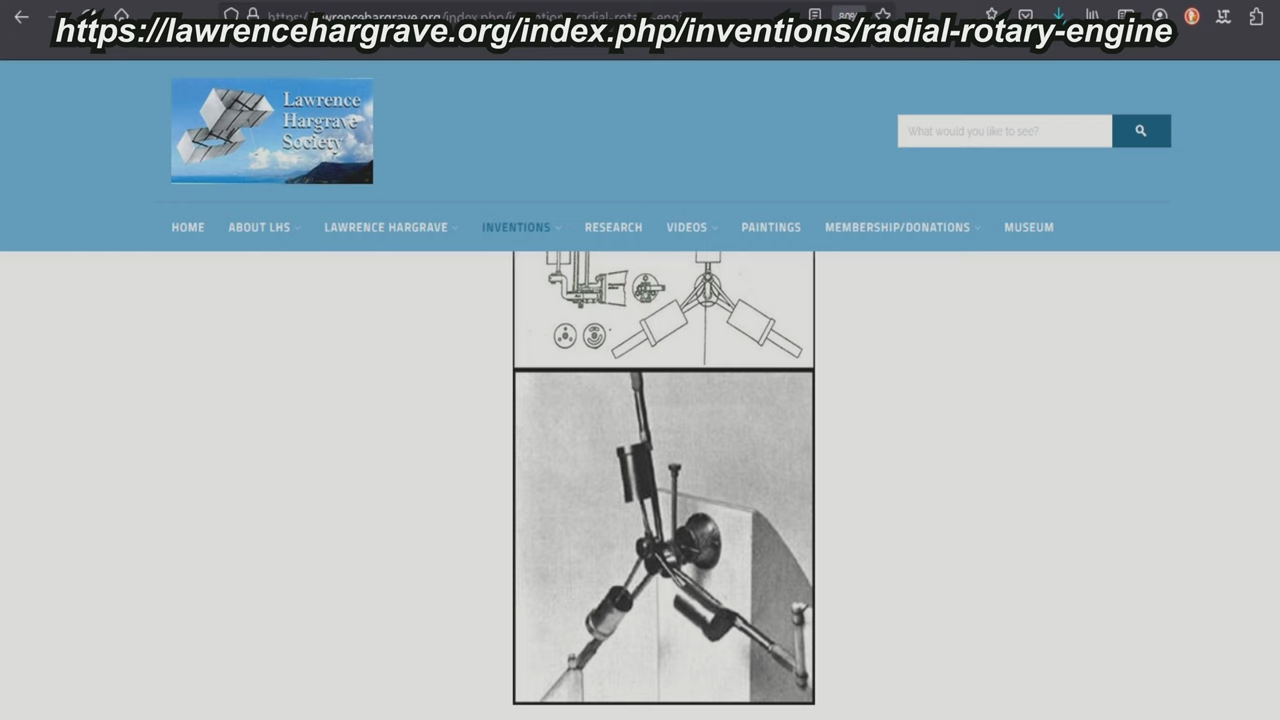 https://lawrencehargrave.org/index.php/inventions/radial-rotary-engine
80%
Lawrence
Hargrave
Society
What would you like to see?
HOME ABOUT LHS LAWRENCE HARGRAVE INVENTIONS RESEARCH VIDEOS PAINTINGS MEMBERSHIP/DONATIONS MUSEUM